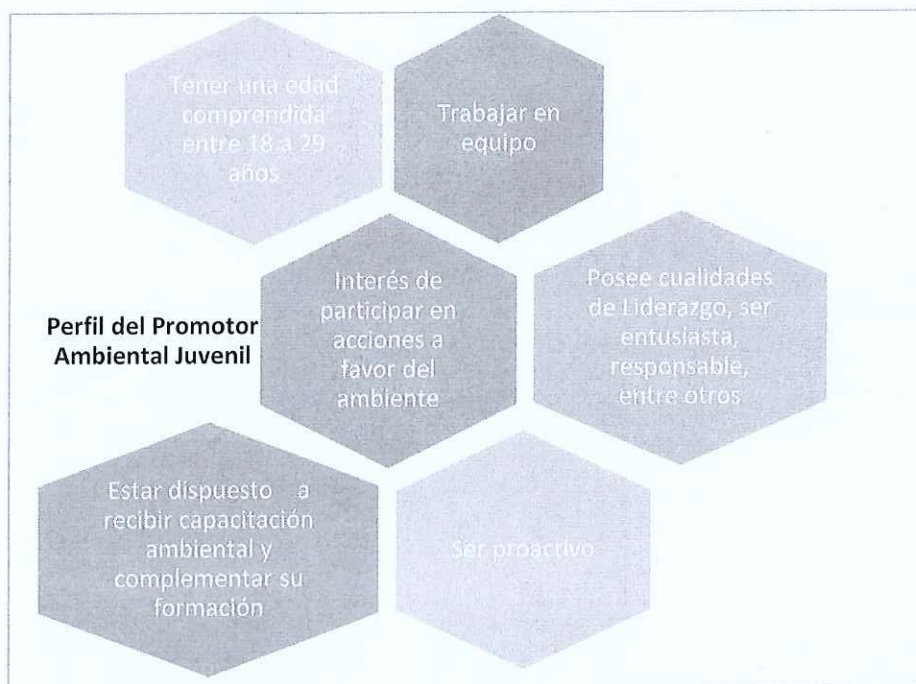 Tener una edad
comprendida
entre 18 a 29
años
Trabajar en
equipo
Perfil del Promotor
Ambiental Juvenil
Interés de
participar en
acciones a
favor del
ambiente
Posee cualidades
de Liderazgo, ser
entusiasta,
responsable,
entre otros
Estar dispuesto a
recibir capacitación
ambiental y
complementar su
formación
Ser proactivo